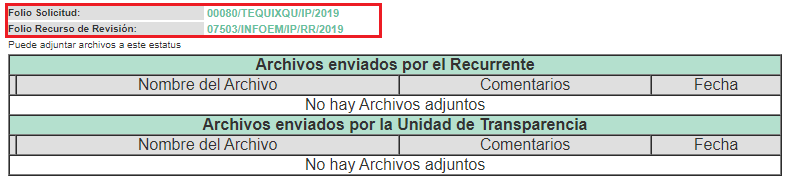 Folio Solicitud: 00080/TEQUIXQU/IP/2019
Folio Recurso de Revisión: 07503/INFOEM/IP/RR/2019
Puede adjuntar archivos a este estatus
Archivos enviados por el Recurrente
Nombre del Archivo Comentarios Fecha
No hay Archivos adjuntos
Archivos enviados por la Unidad de Transparencia
Nombre del Archivo Comentarios Fecha
No hay Archivos adjuntos